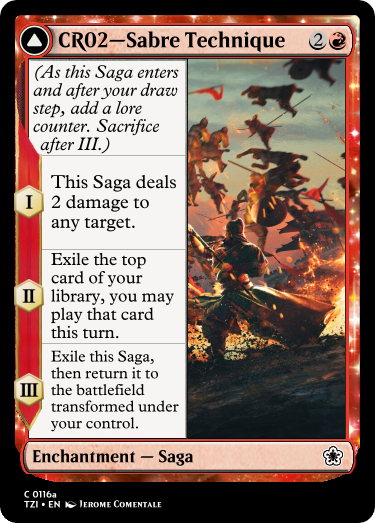 CR02—Sabre Technique 2
(As this Saga enters
and after your draw
step, add a lore
counter. Sacrifice
after III.)
I
This Saga deals
2 damage to
any target.
II
Exile the top
card of your
library, you may
play that card
this turn.
III
Exile this Saga,
then return it to
the battlefield
transformed under
your control.
Enchantment — Saga
C 0116a
TZI • EN Jerome Comentale